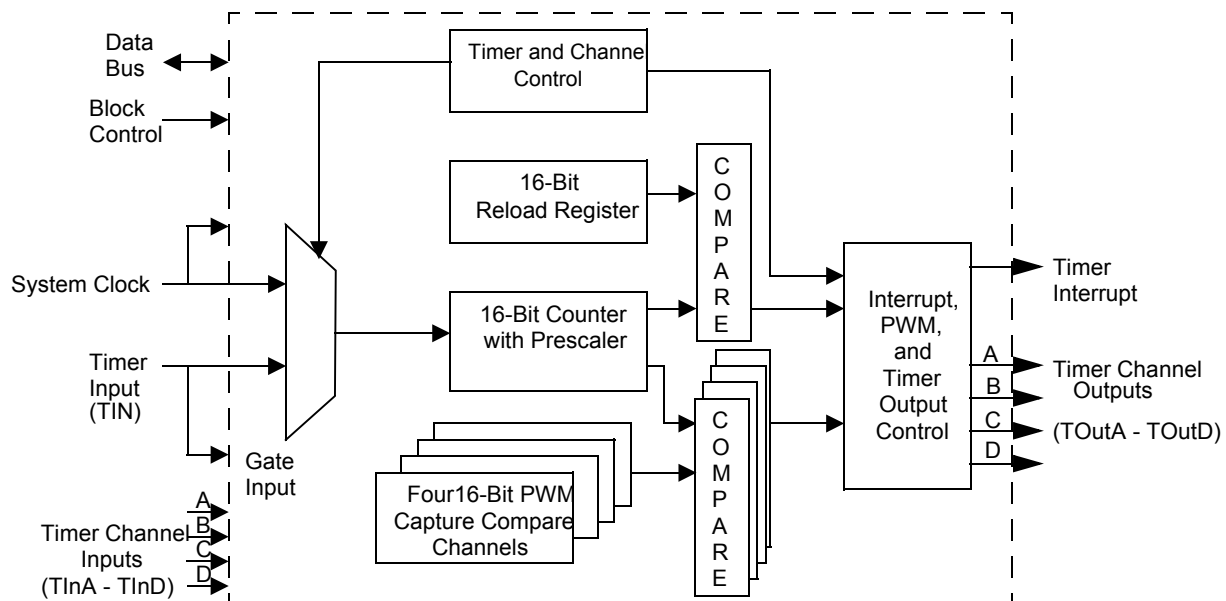 Data
Bus
Block
Control
System Clock
Timer
Input
(TIN)
Gate
Input
Timer Channel
Inputs
(TInA - TInD)
A
B
C
D
Timer and Channe
Control
16-Bit
Reload Register
16-Bit Counter
with Prescaler
Four16-Bit PWM
Capture Compare
Channels
C
O
M
P
A
R
E
C
O
M
P
A
R
E
Interrupt,
PWM,
and
Timer
Output
Control
Timer
Interrupt
A
B
C
D
Timer Channel
Outputs
(TOutA - TOutD)